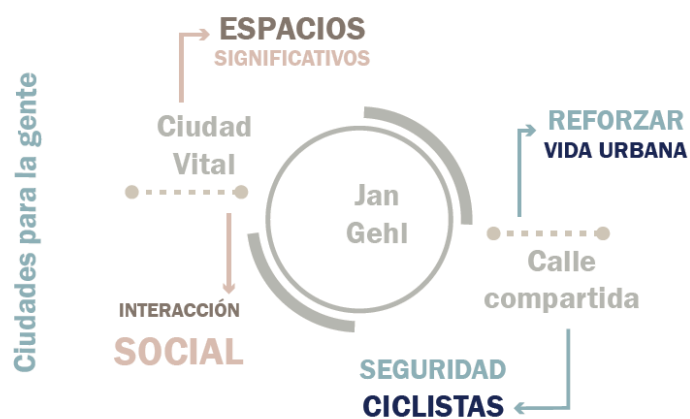 Ciudades para la gente
ESPACIOS
SIGNIFICATIVOS
Ciudad
Vital
INTERACCIÓN
SOCIAL
Jan
Gehl
REFORZAR
VIDA URBANA
Calle
compartida
SEGURIDAD
CICLISTAS